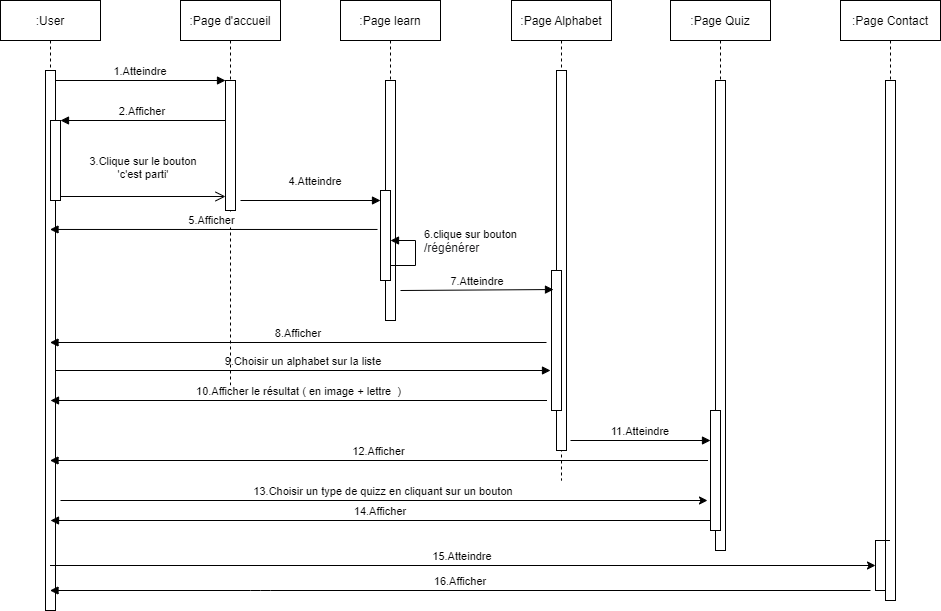 :User
:Page d'accueil
:Page learn
:Page Alphabet
:Page Quiz
:Page Contact
1.Atteindre
2.Afficher
3.Clique sur le bouton
'c'est parti'
4.Atteindre
5.Afficher
6.clique sur bouton
/régénérer
7.Atteindre
8.Afficher
9.Choisir un alphabet sur la liste
10.Afficher le résultat ( en image + lettre )
11.Atteindre
12.Afficher
13.Choisir un type de quizz en cliquant sur un bouton
14.Afficher
15.Atteindre
16.Afficher